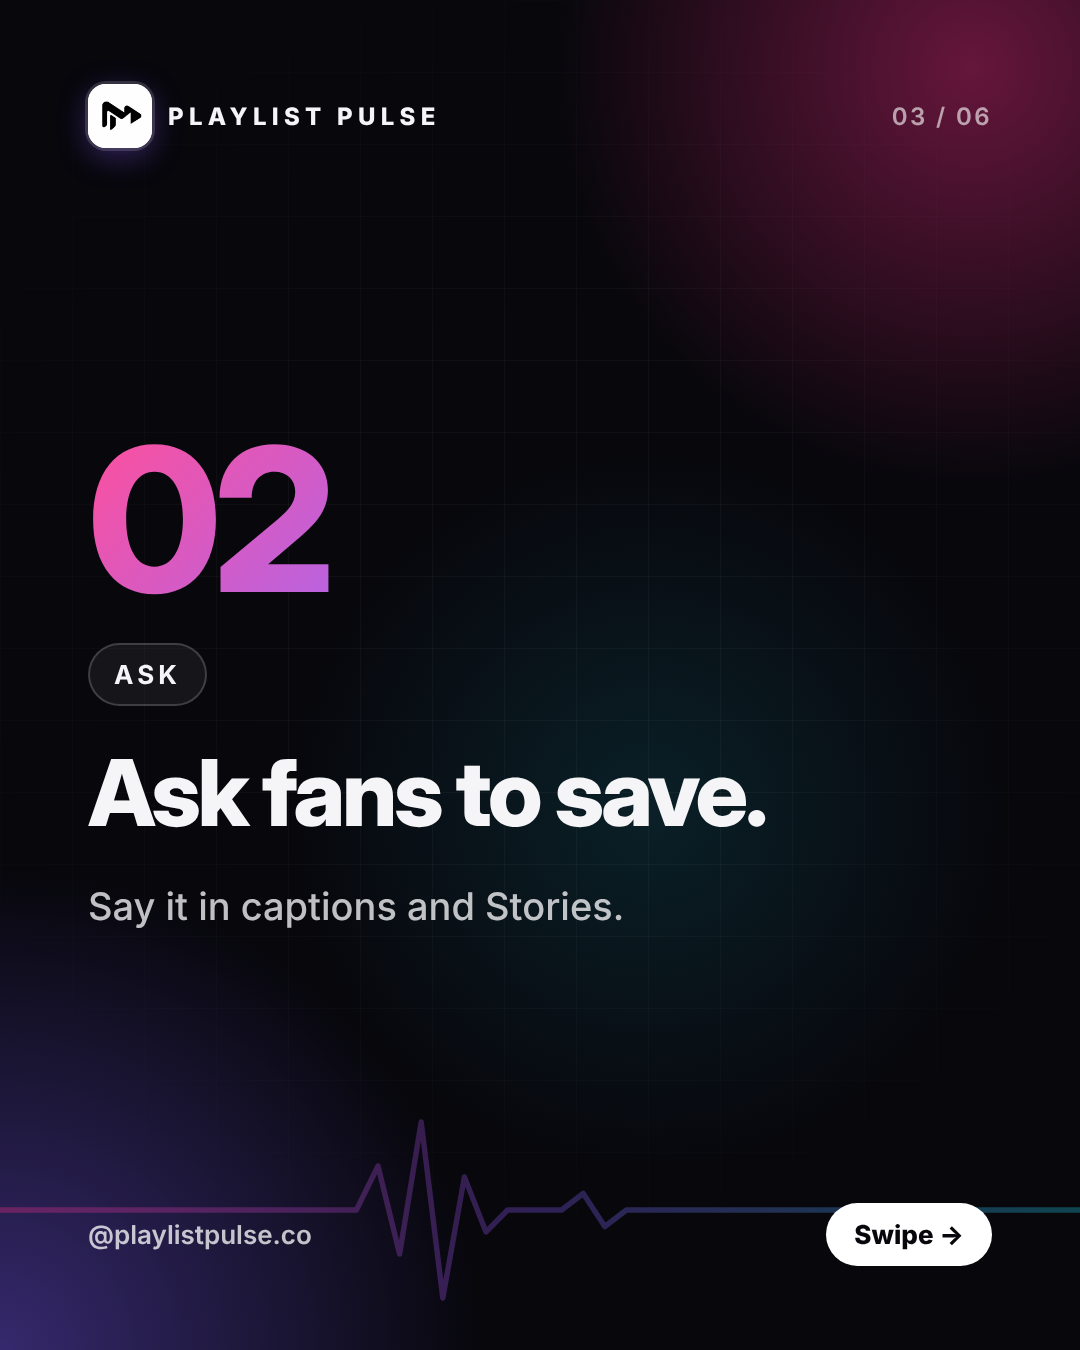 PLAYLIST PULSE
03 / 06
02
ASK
Ask fans to save.
Say it in captions and Stories.
@playlistpulse.co
Swipe →